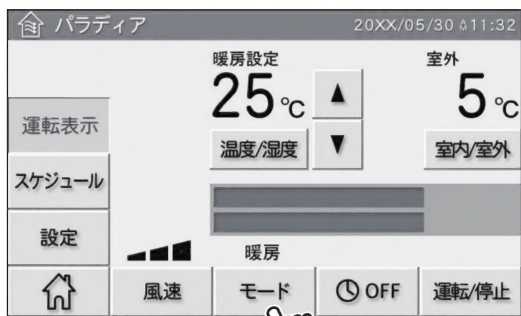 パラディア 20XX/05/30 11:32
暖房設定 室外
25℃ ▲ 5℃
運転表示
温度/湿度 ▼ 室内/室外
スケジュール
設定
暖房
風速 モード OFF 運転/停止